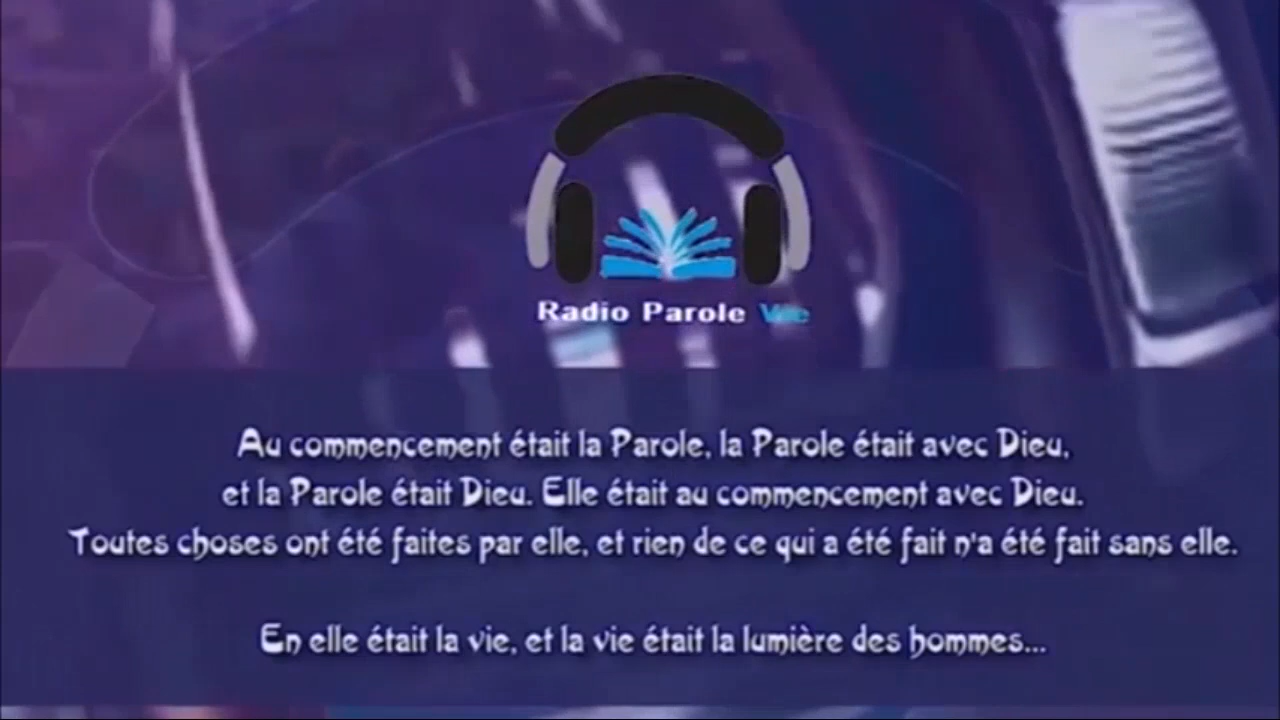 Radio Parole Vie
Au commencement était la Parole, la Parole était avec Dieu,
et la Parole était Dieu. Elle était au commencement avec Dieu.
Toutes choses ont été faites par elle, et rien de ce qui a été fait n'a été fait sans elle.
En elle était la vie, et la vie était la lumière des hommes...